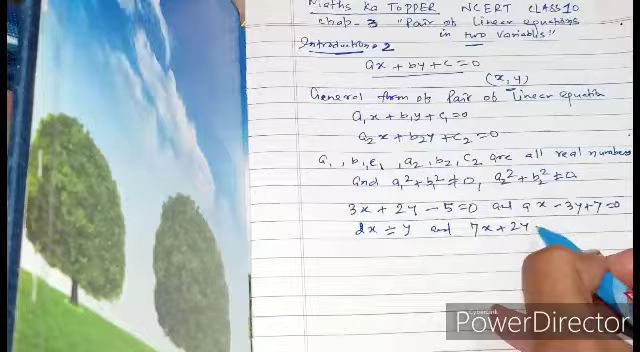 Maths Ka TOPPER NCERT CLASS 10
Chap-3 "Pair of Linear equations
in two variables"
Introduction:2
ax + by + c = 0
(x, y)
General form of Pair of Linear equation
a₁x + b₁y + c₁ = 0
a₂x + b₂y + c₂ = 0
a₁, b₁, c₁, a₂, b₂, c₂ are all real numbers
And a₁² + b₁² ≠ 0, a₂² + b₂² ≠ 0.
3x + 2y - 5 = 0 and 9x - 3y + 7 = 0
2x = y and 7x + 2y
CyberLink
PowerDirector